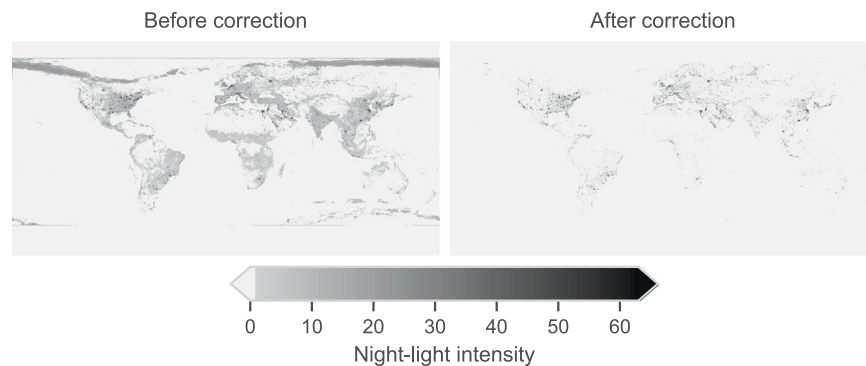 Before correction
After correction
0 10 20 30 40 50 60
Night-light intensity